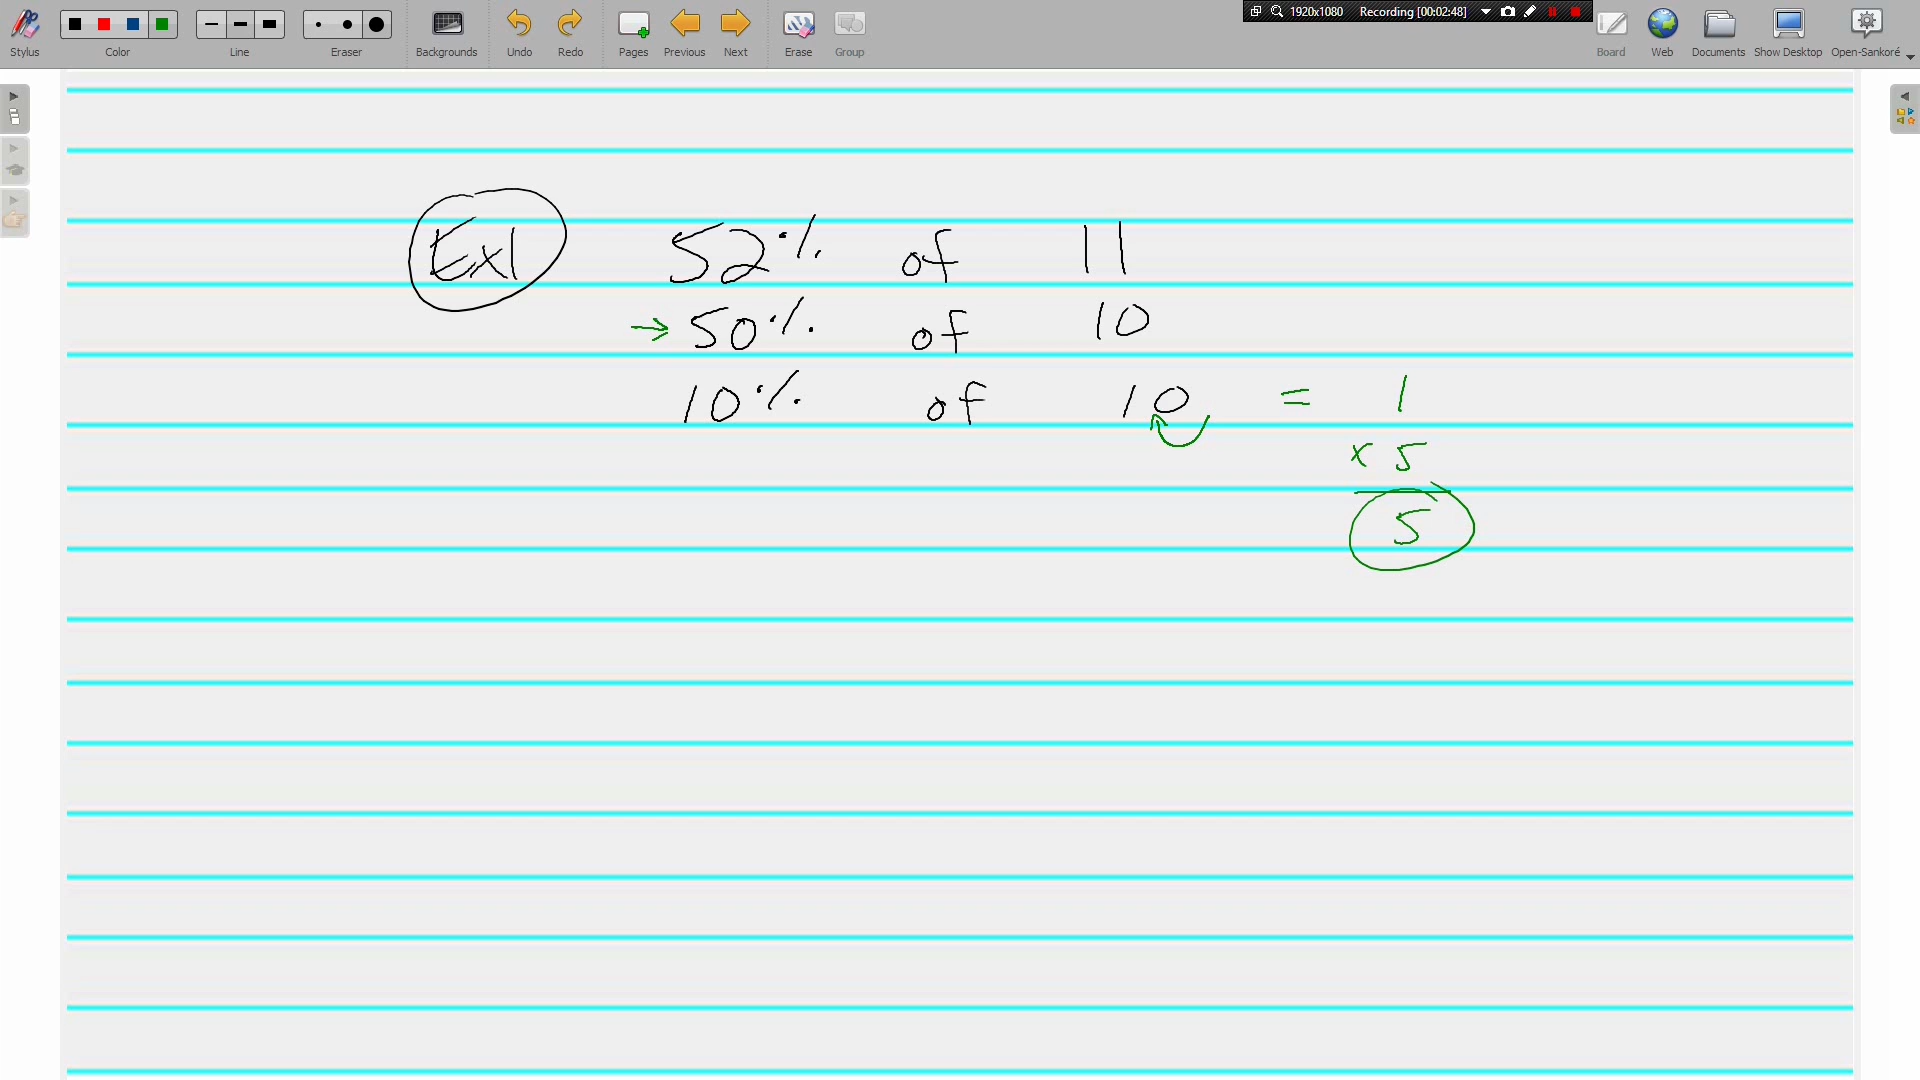 1920x1080 Recording [00:02:48]
Stylus Color Line Eraser Backgrounds Undo Redo Pages Previous Next Erase Group Board Web Documents Show Desktop Open-Sankoré
Ex1 52% of 11
→ 50% of 10
10% of 10 = 1
x 5
5